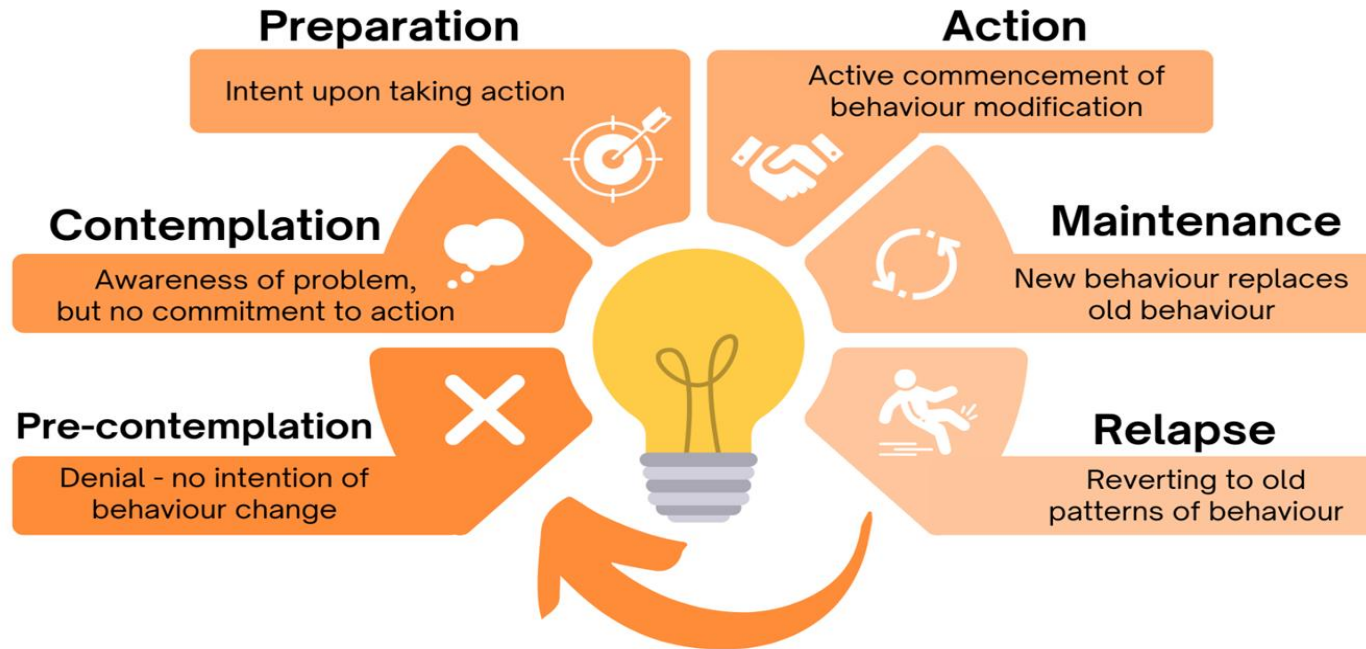 Preparation
Intent upon taking action
Action
Active commencement of
behaviour modification
Contemplation
Awareness of problem,
but no commitment to action
Maintenance
New behaviour replaces
old behaviour
Pre-contemplation
Denial - no intention of
behaviour change
Relapse
Reverting to old
patterns of behaviour